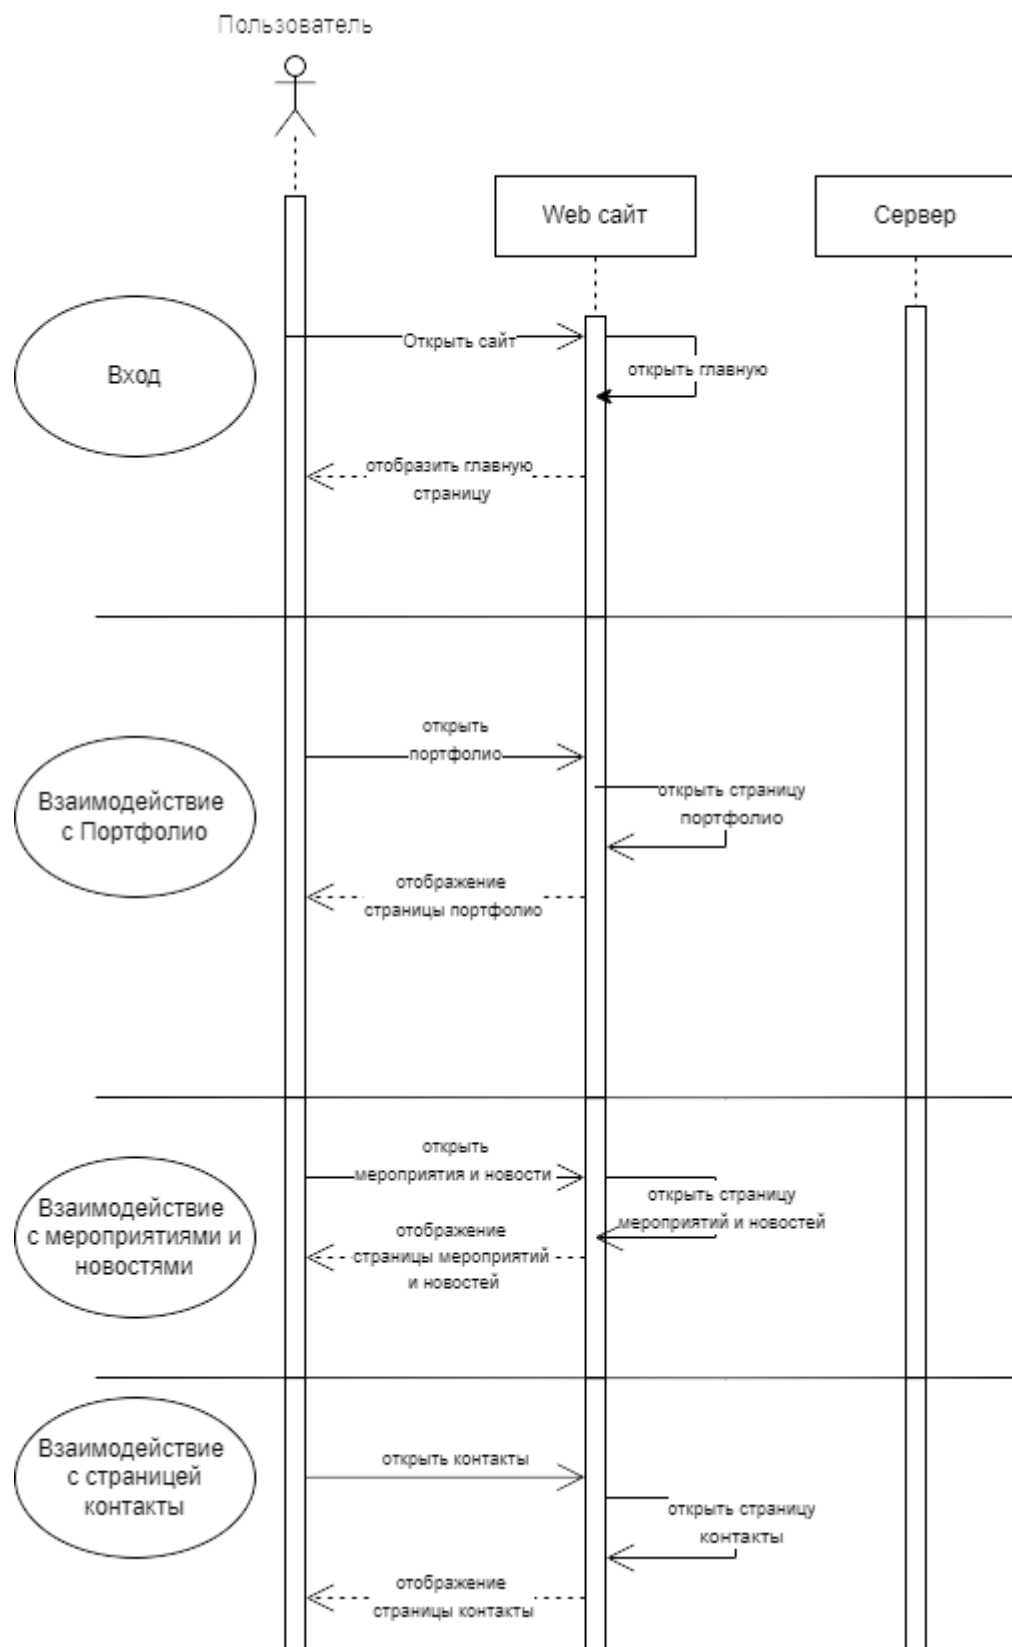 Пользователь
Web сайт
Сервер
Вход
Открыть сайт
открыть главную
отобразить главную
страницу
Взаимодействие
с Портфолио
открыть
портфолио
открыть страницу
портфолио
отображение
страницы портфолио
Взаимодействие
с мероприятиями и
новостями
открыть
мероприятия и новости
открыть страницу
мероприятий и новостей
отображение
страницы мероприятий
и новостей
Взаимодействие
с страницей
контакты
открыть контакты
открыть страницу
контакты
отображение
страницы контакты